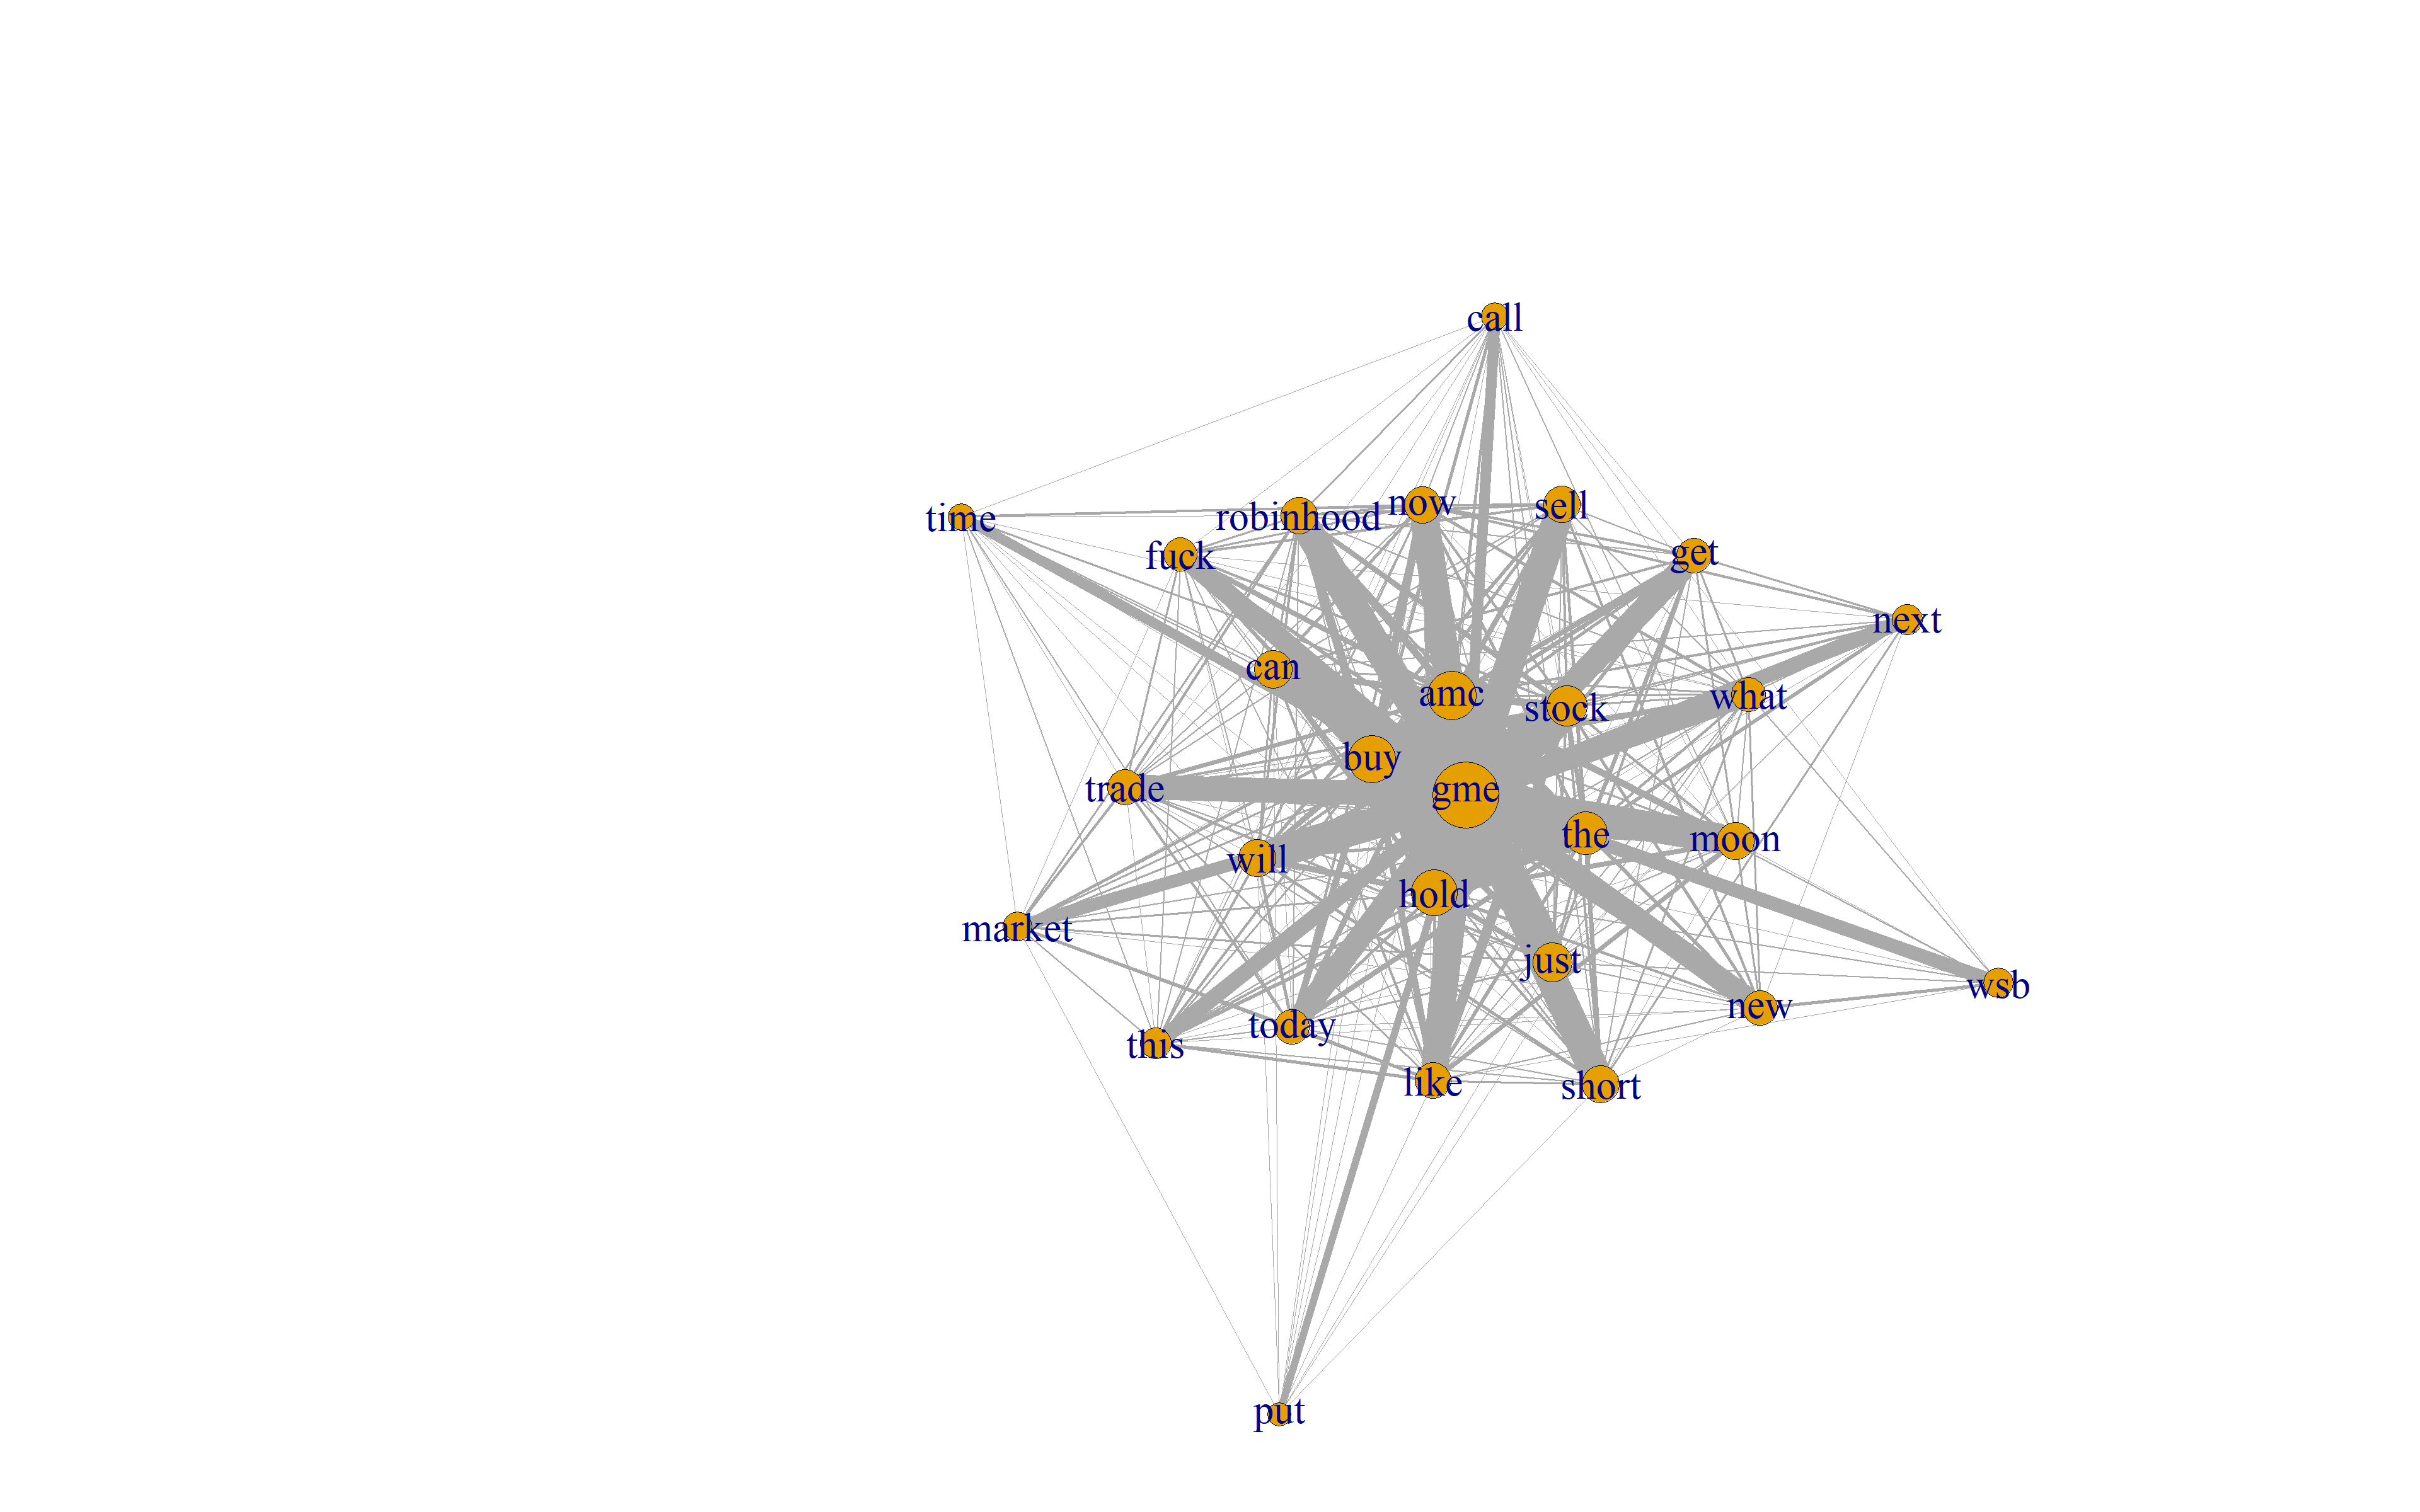 call
time
robinhood
now
sell
fuck
get
next
can
amc
stock
what
buy
trade
gme
the
moon
will
hold
market
just
wsb
new
this
today
like
short
put